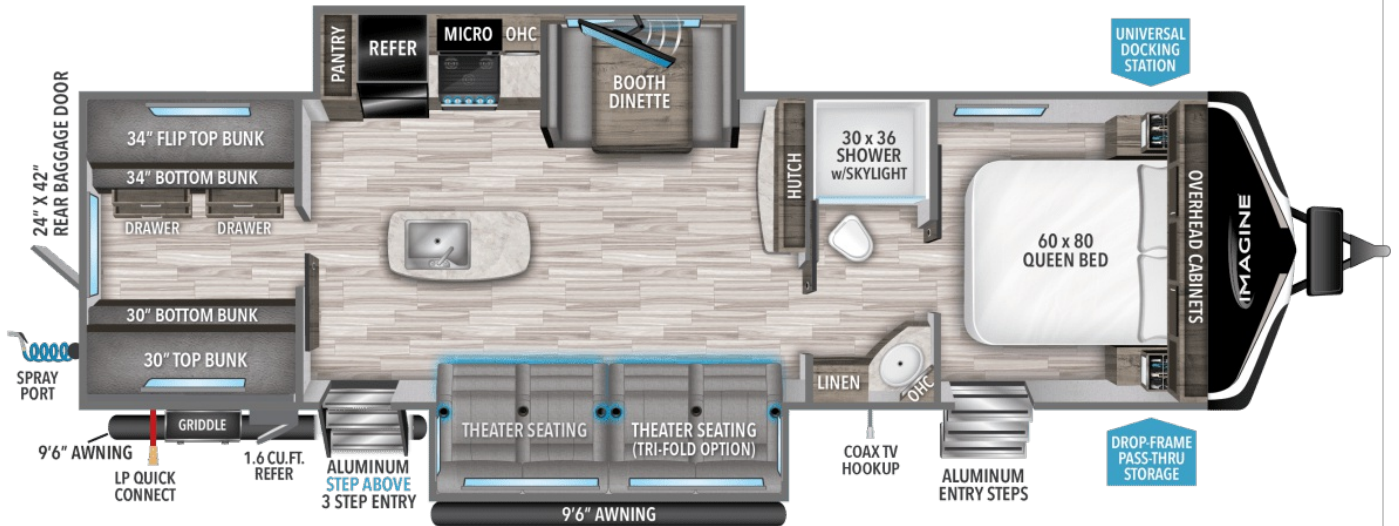 UNIVERSAL
DOCKING
STATION
PANTRY
REFER
MICRO
OHC
BOOTH
DINETTE
24" X 42"
REAR BAGGAGE DOOR
34" FLIP TOP BUNK
34" BOTTOM BUNK
DRAWER
DRAWER
HUTCH
30 x 36
SHOWER
w/SKYLIGHT
60 x 80
QUEEN BED
OVERHEAD CABINETS
IMAGINE
30" BOTTOM BUNK
30" TOP BUNK
SPRAY
PORT
LINEN
OHC
THEATER SEATING
THEATER SEATING
(TRI-FOLD OPTION)
GRIDDLE
9'6" AWNING
LP QUICK
CONNECT
1.6 CU.FT.
REFER
ALUMINUM
STEP ABOVE
3 STEP ENTRY
COAX TV
HOOKUP
ALUMINUM
ENTRY STEPS
DROP-FRAME
PASS-THRU
STORAGE
9'6" AWNING